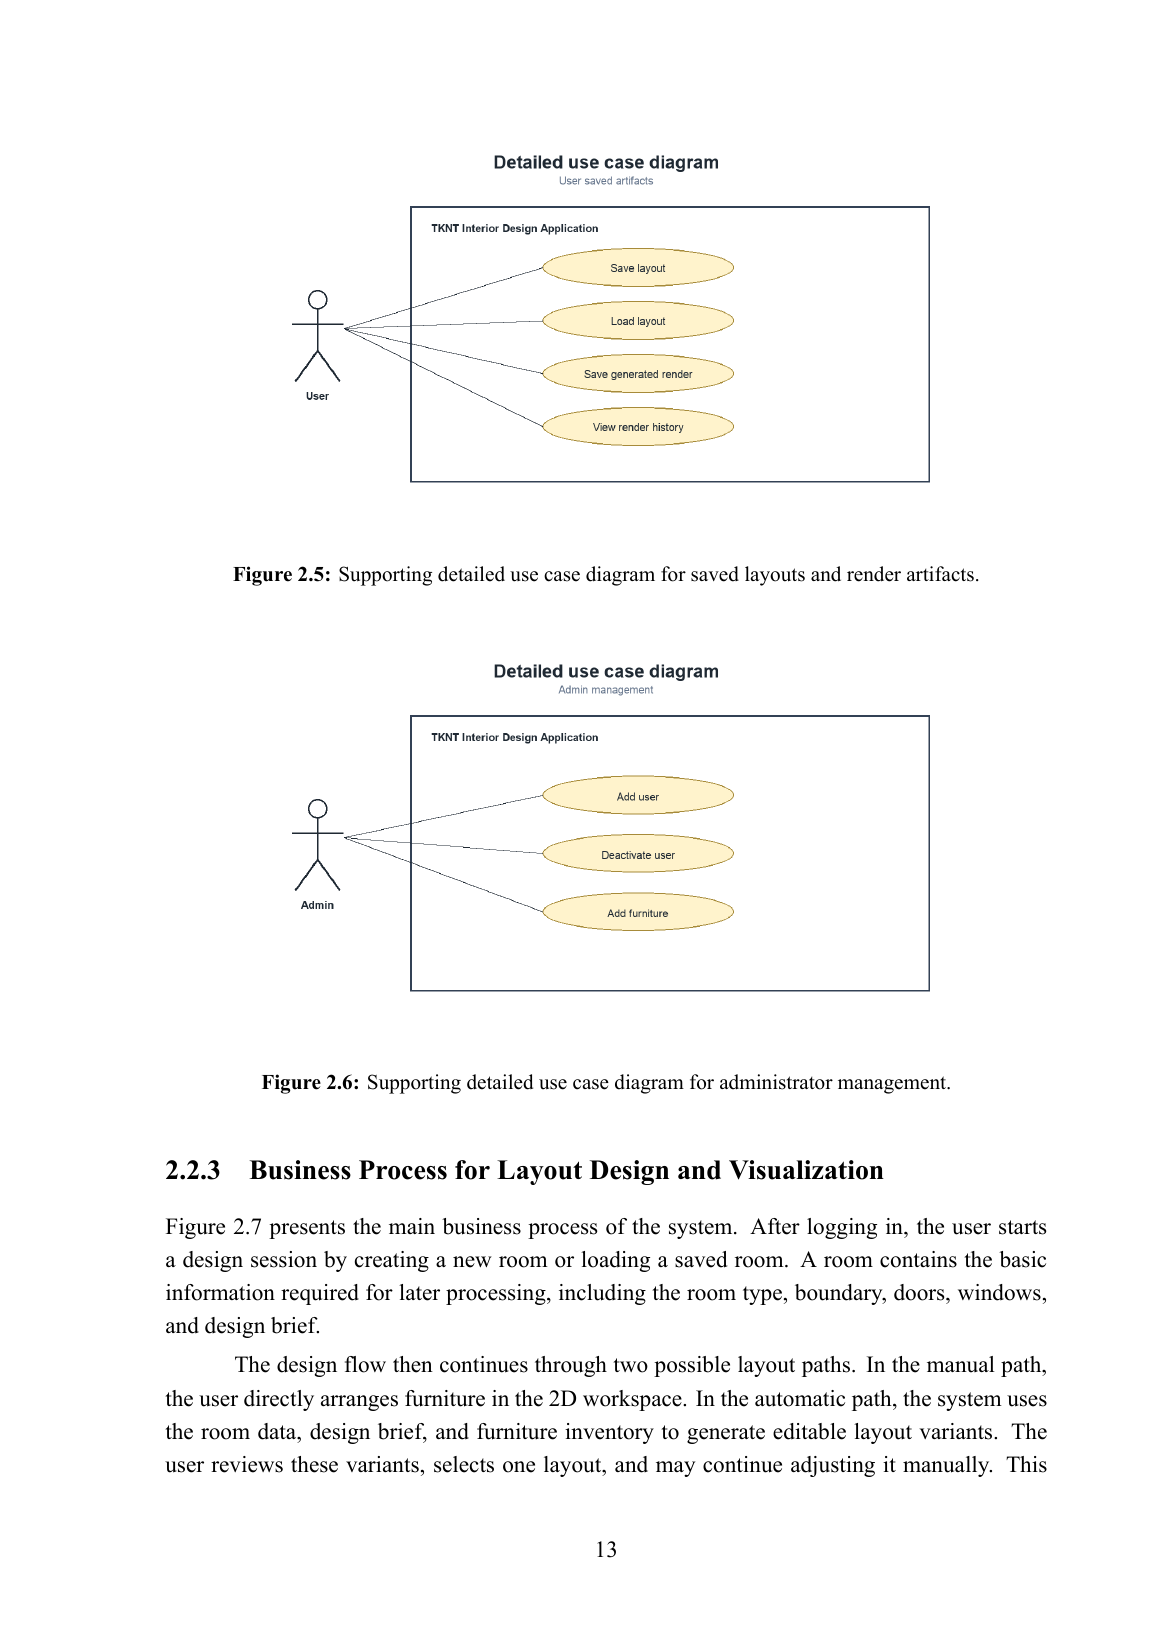 Detailed use case diagram
User saved artifacts
TKNT Interior Design Application
Save layout
Load layout
Save generated render
View render history
User
Figure 2.5: Supporting detailed use case diagram for saved layouts and render artifacts.
Detailed use case diagram
Admin management
TKNT Interior Design Application
Add user
Deactivate user
Add furniture
Admin
Figure 2.6: Supporting detailed use case diagram for administrator management.
2.2.3 Business Process for Layout Design and Visualization
Figure 2.7 presents the main business process of the system. After logging in, the user starts
a design session by creating a new room or loading a saved room. A room contains the basic
information required for later processing, including the room type, boundary, doors, windows,
and design brief.
The design flow then continues through two possible layout paths. In the manual path,
the user directly arranges furniture in the 2D workspace. In the automatic path, the system uses
the room data, design brief, and furniture inventory to generate editable layout variants. The
user reviews these variants, selects one layout, and may continue adjusting it manually. This
13